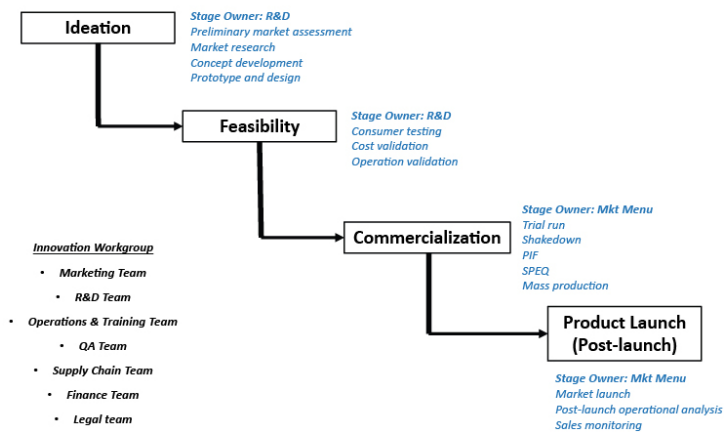 Ideation
Stage Owner: R&D
Preliminary market assessment
Market research
Concept development
Prototype and design
Feasibility
Stage Owner: R&D
Consumer testing
Cost validation
Operation validation
Commercialization
Stage Owner: Mkt Menu
Trial run
Shakedown
PIF
SPEQ
Mass production
Innovation Workgroup
• Marketing Team
• R&D Team
• Operations & Training Team
• QA Team
• Supply Chain Team
• Finance Team
• Legal team
Product Launch
(Post-launch)
Stage Owner: Mkt Menu
Market launch
Post-launch operational analysis
Sales monitoring